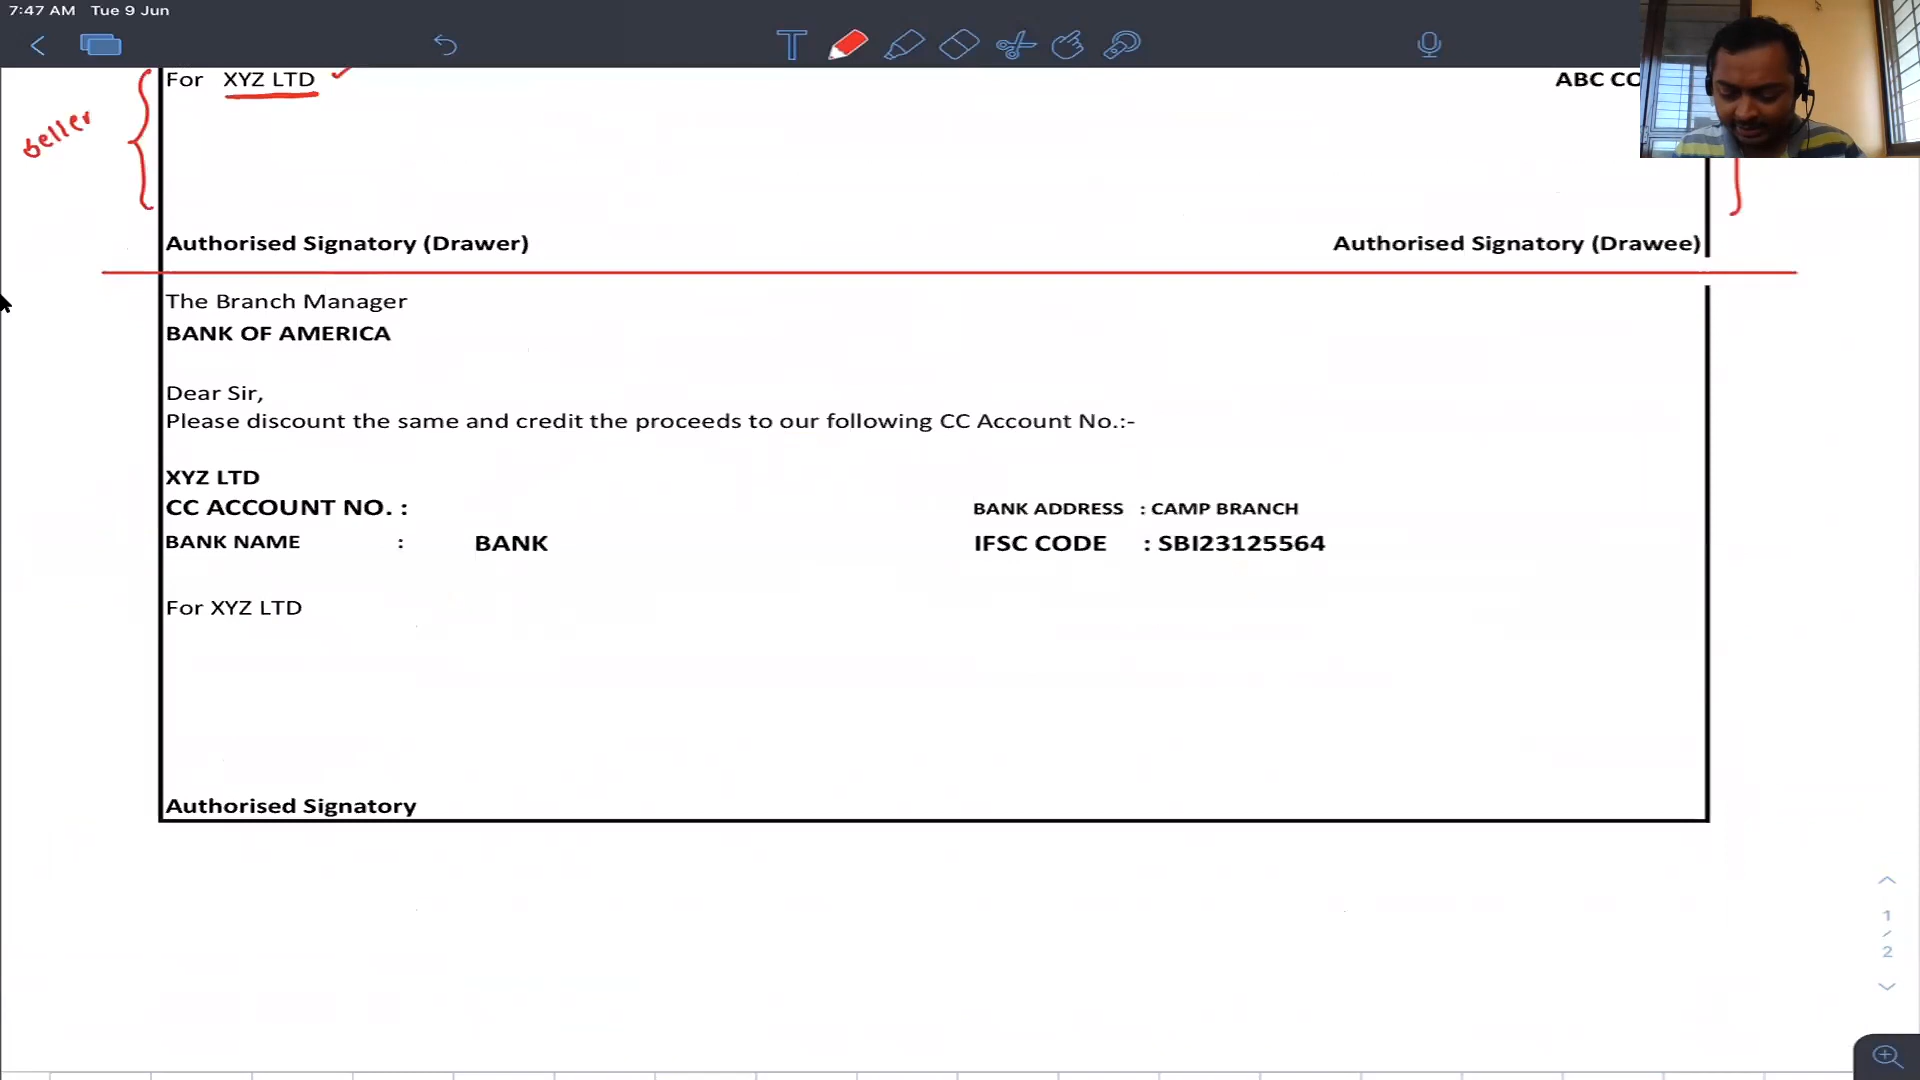 7:47 AM Tue 9 Jun
For XYZ LTD
ABC CO
seller
Authorised Signatory (Drawer)
Authorised Signatory (Drawee)
The Branch Manager
BANK OF AMERICA
Dear Sir,
Please discount the same and credit the proceeds to our following CC Account No.:-
XYZ LTD
CC ACCOUNT NO. :
BANK ADDRESS : CAMP BRANCH
BANK NAME : BANK
IFSC CODE : SBI23125564
For XYZ LTD
Authorised Signatory
1
/
2